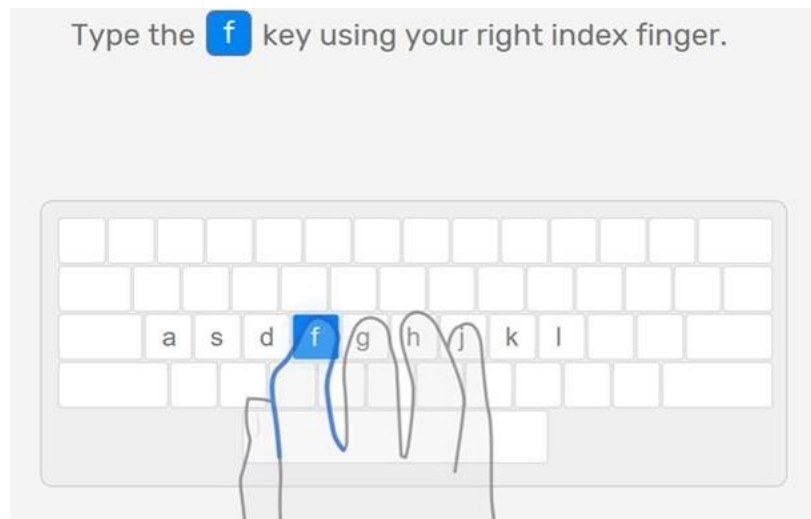 Type the f key using your right index finger.
a s d f g h j k l